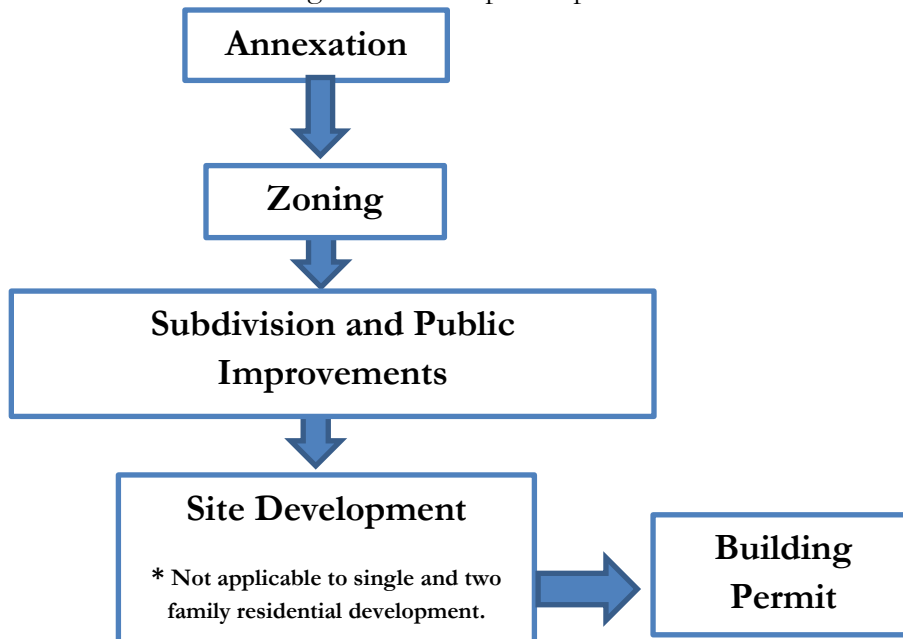 Annexation
Zoning
Subdivision and Public
Improvements
Site Development
* Not applicable to single and two
family residential development.
Building
Permit